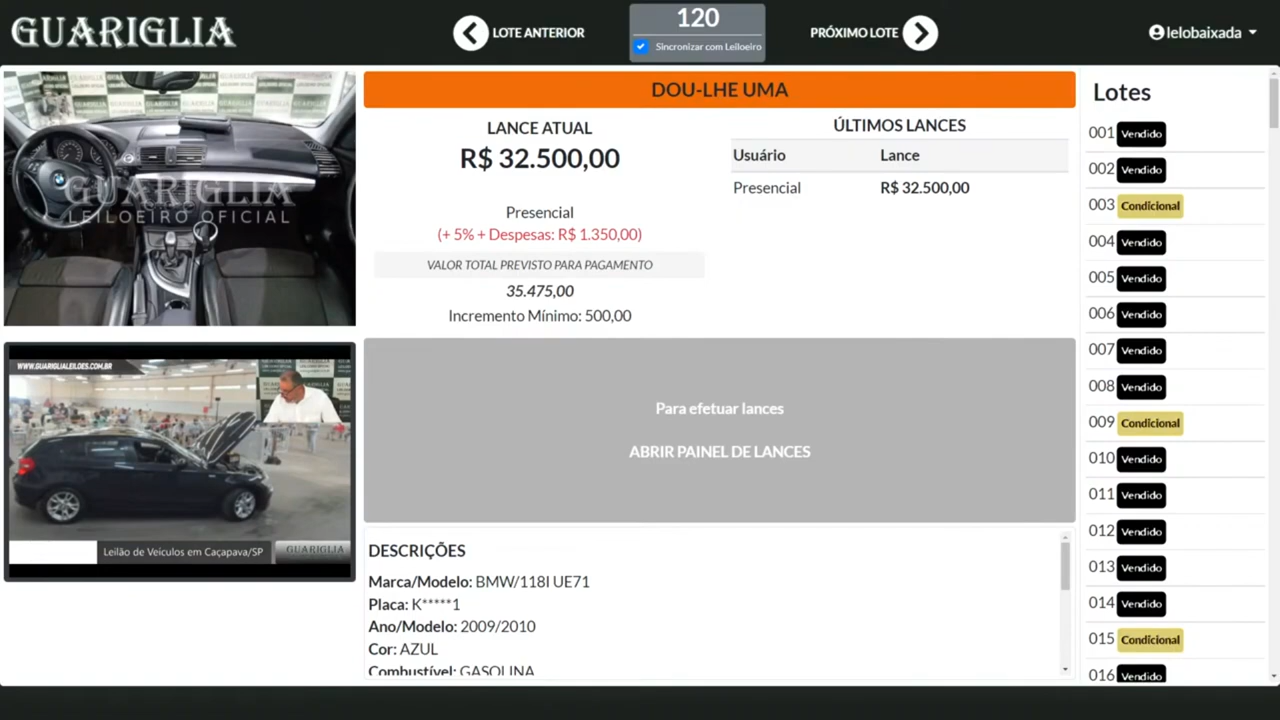 GUARIGLIA
LOTE ANTERIOR
120
Sincronizar com Leiloeiro
PRÓXIMO LOTE
lelobaixada
GUARIGLIA
LEILOEIRO OFICIAL
DOU-LHE UMA
LANCE ATUAL
R$ 32.500,00
Presencial
(+ 5% + Despesas: R$ 1.350,00)
VALOR TOTAL PREVISTO PARA PAGAMENTO
35.475,00
Incremento Mínimo: 500,00
ÚLTIMOS LANCES
Usuário Lance
Presencial R$ 32.500,00
WWW.GUARIGLIALEILOES.COM.BR
Leilão de Veículos em Caçapava/SP
GUARIGLIA
Para efetuar lances
ABRIR PAINEL DE LANCES
DESCRIÇÕES
Marca/Modelo: BMW/118I UE71
Placa: K*****1
Ano/Modelo: 2009/2010
Cor: AZUL
Combustível: GASOLINA
Lotes
001 Vendido
002 Vendido
003 Condicional
004 Vendido
005 Vendido
006 Vendido
007 Vendido
008 Vendido
009 Condicional
010 Vendido
011 Vendido
012 Vendido
013 Vendido
014 Vendido
015 Condicional
016 Vendido